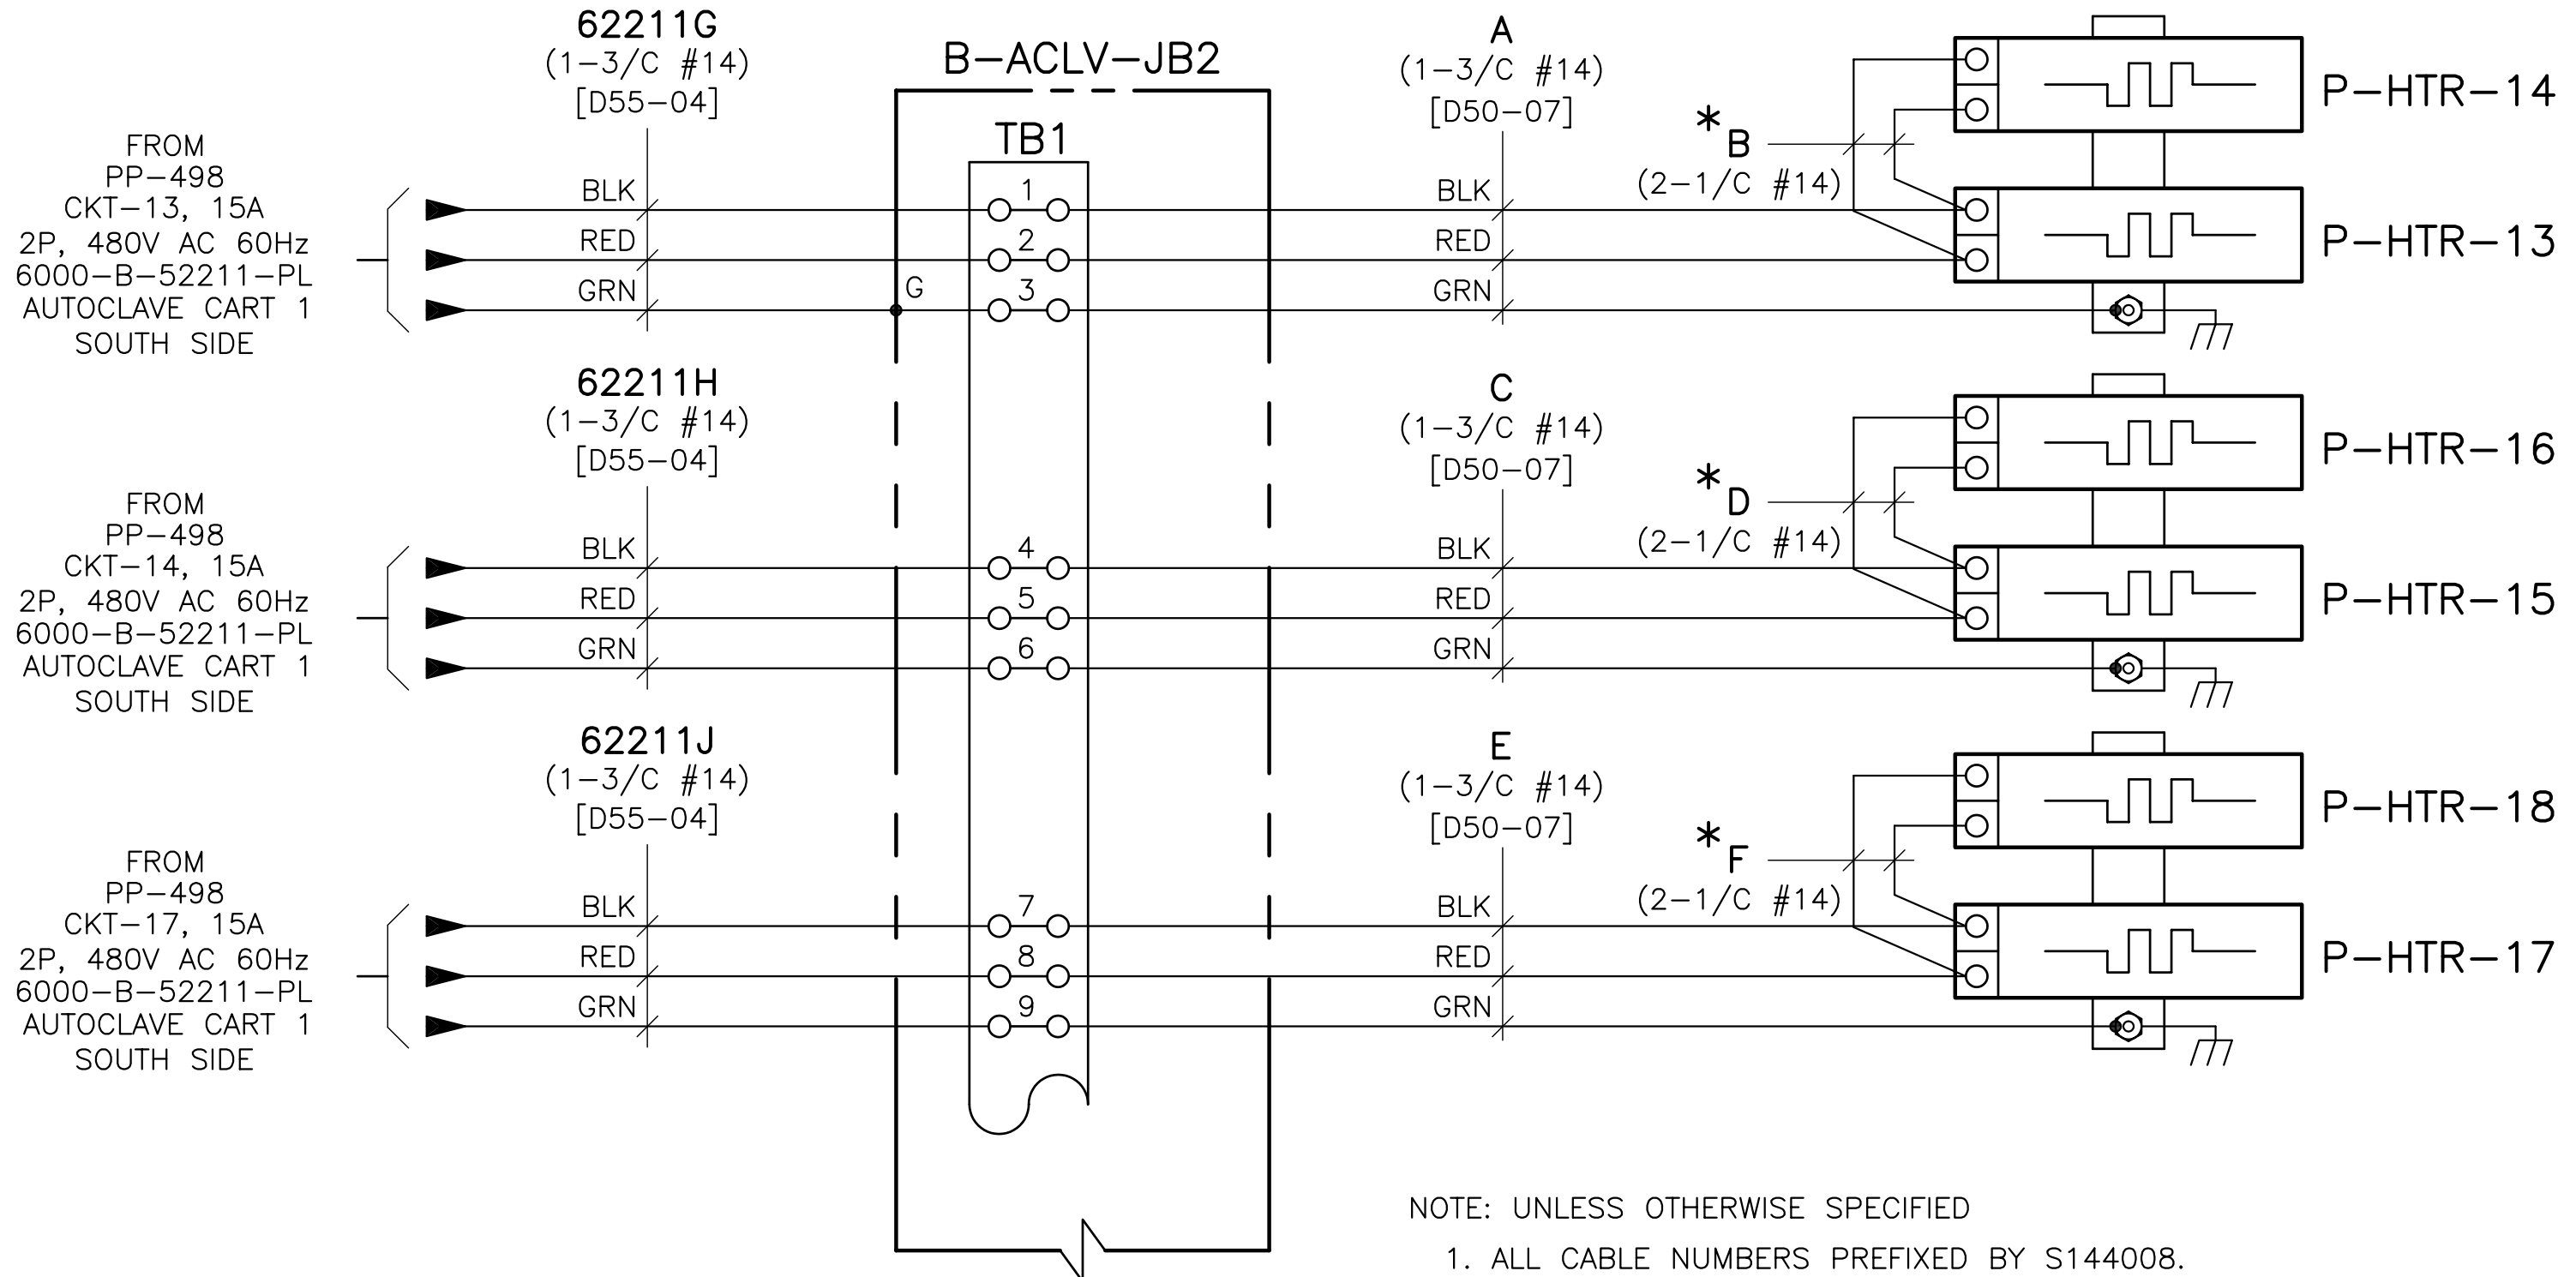 62211G
(1-3/C #14)
[D55-04]
B-ACLV-JB2
TB1
A
(1-3/C #14)
[D50-07]
*
B
(2-1/C #14)
P-HTR-14
P-HTR-13
FROM
PP-498
CKT-13, 15A
2P, 480V AC 60Hz
6000-B-52211-PL
AUTOCLAVE CART 1
SOUTH SIDE
BLK
RED
GRN
G
1
2
3
BLK
RED
GRN
62211H
(1-3/C #14)
[D55-04]
C
(1-3/C #14)
[D50-07]
*
D
(2-1/C #14)
P-HTR-16
P-HTR-15
FROM
PP-498
CKT-14, 15A
2P, 480V AC 60Hz
6000-B-52211-PL
AUTOCLAVE CART 1
SOUTH SIDE
BLK
RED
GRN
4
5
6
BLK
RED
GRN
62211J
(1-3/C #14)
[D55-04]
E
(1-3/C #14)
[D50-07]
*
F
(2-1/C #14)
P-HTR-18
P-HTR-17
FROM
PP-498
CKT-17, 15A
2P, 480V AC 60Hz
6000-B-52211-PL
AUTOCLAVE CART 1
SOUTH SIDE
BLK
RED
GRN
7
8
9
BLK
RED
GRN
NOTE: UNLESS OTHERWISE SPECIFIED
1. ALL CABLE NUMBERS PREFIXED BY S144008.